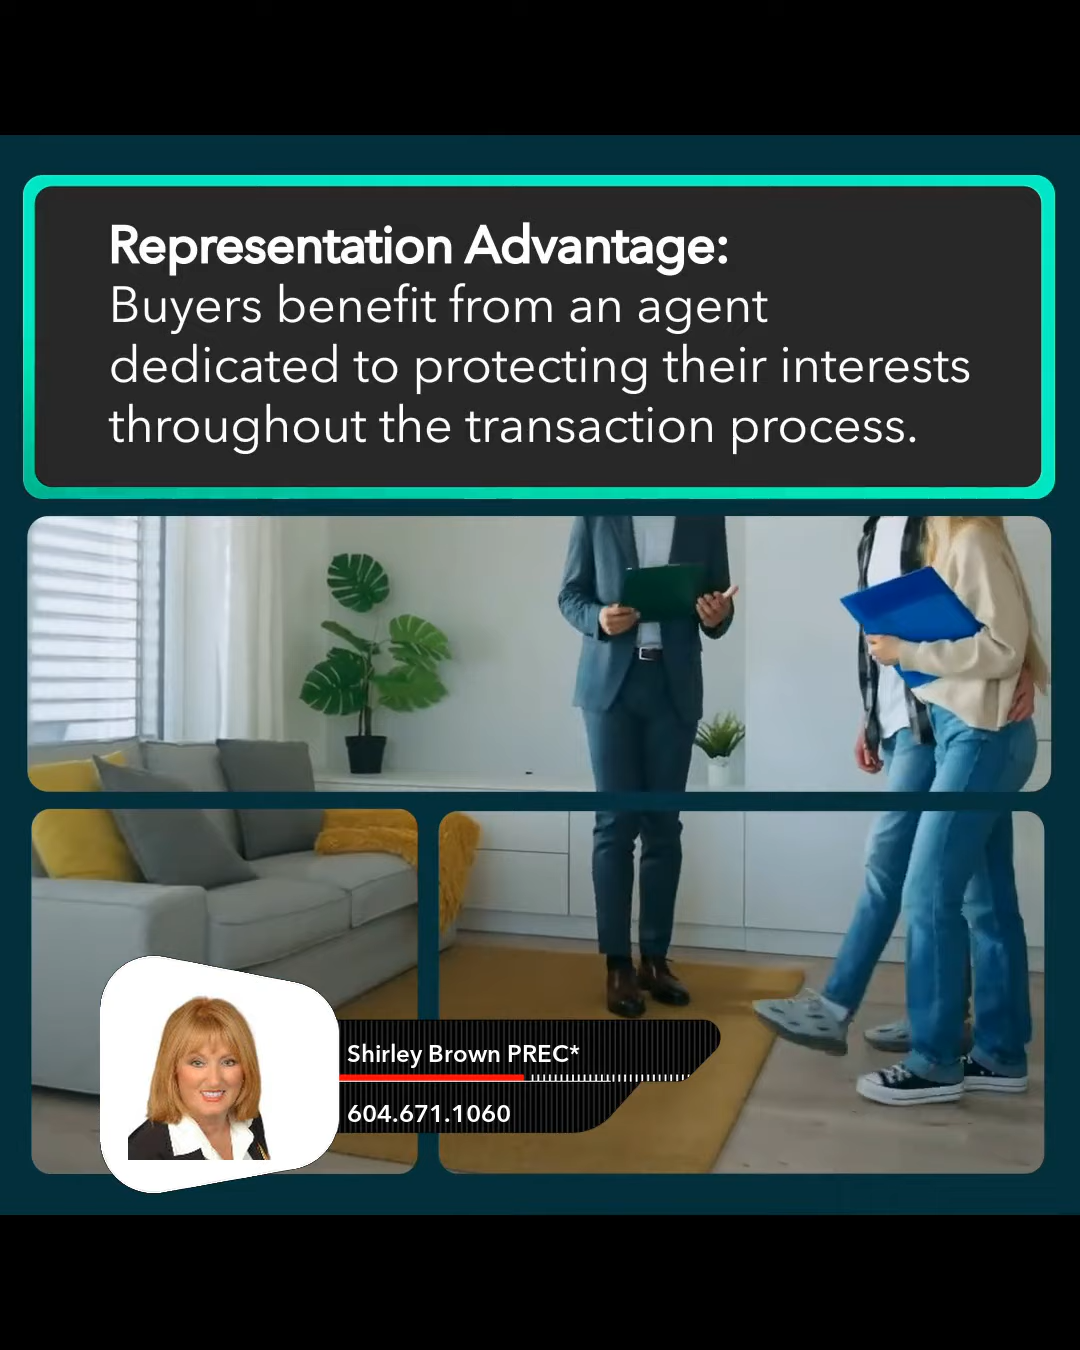 Representation Advantage:
Buyers benefit from an agent
dedicated to protecting their interests
throughout the transaction process.
Shirley Brown PREC*
604.671.1060